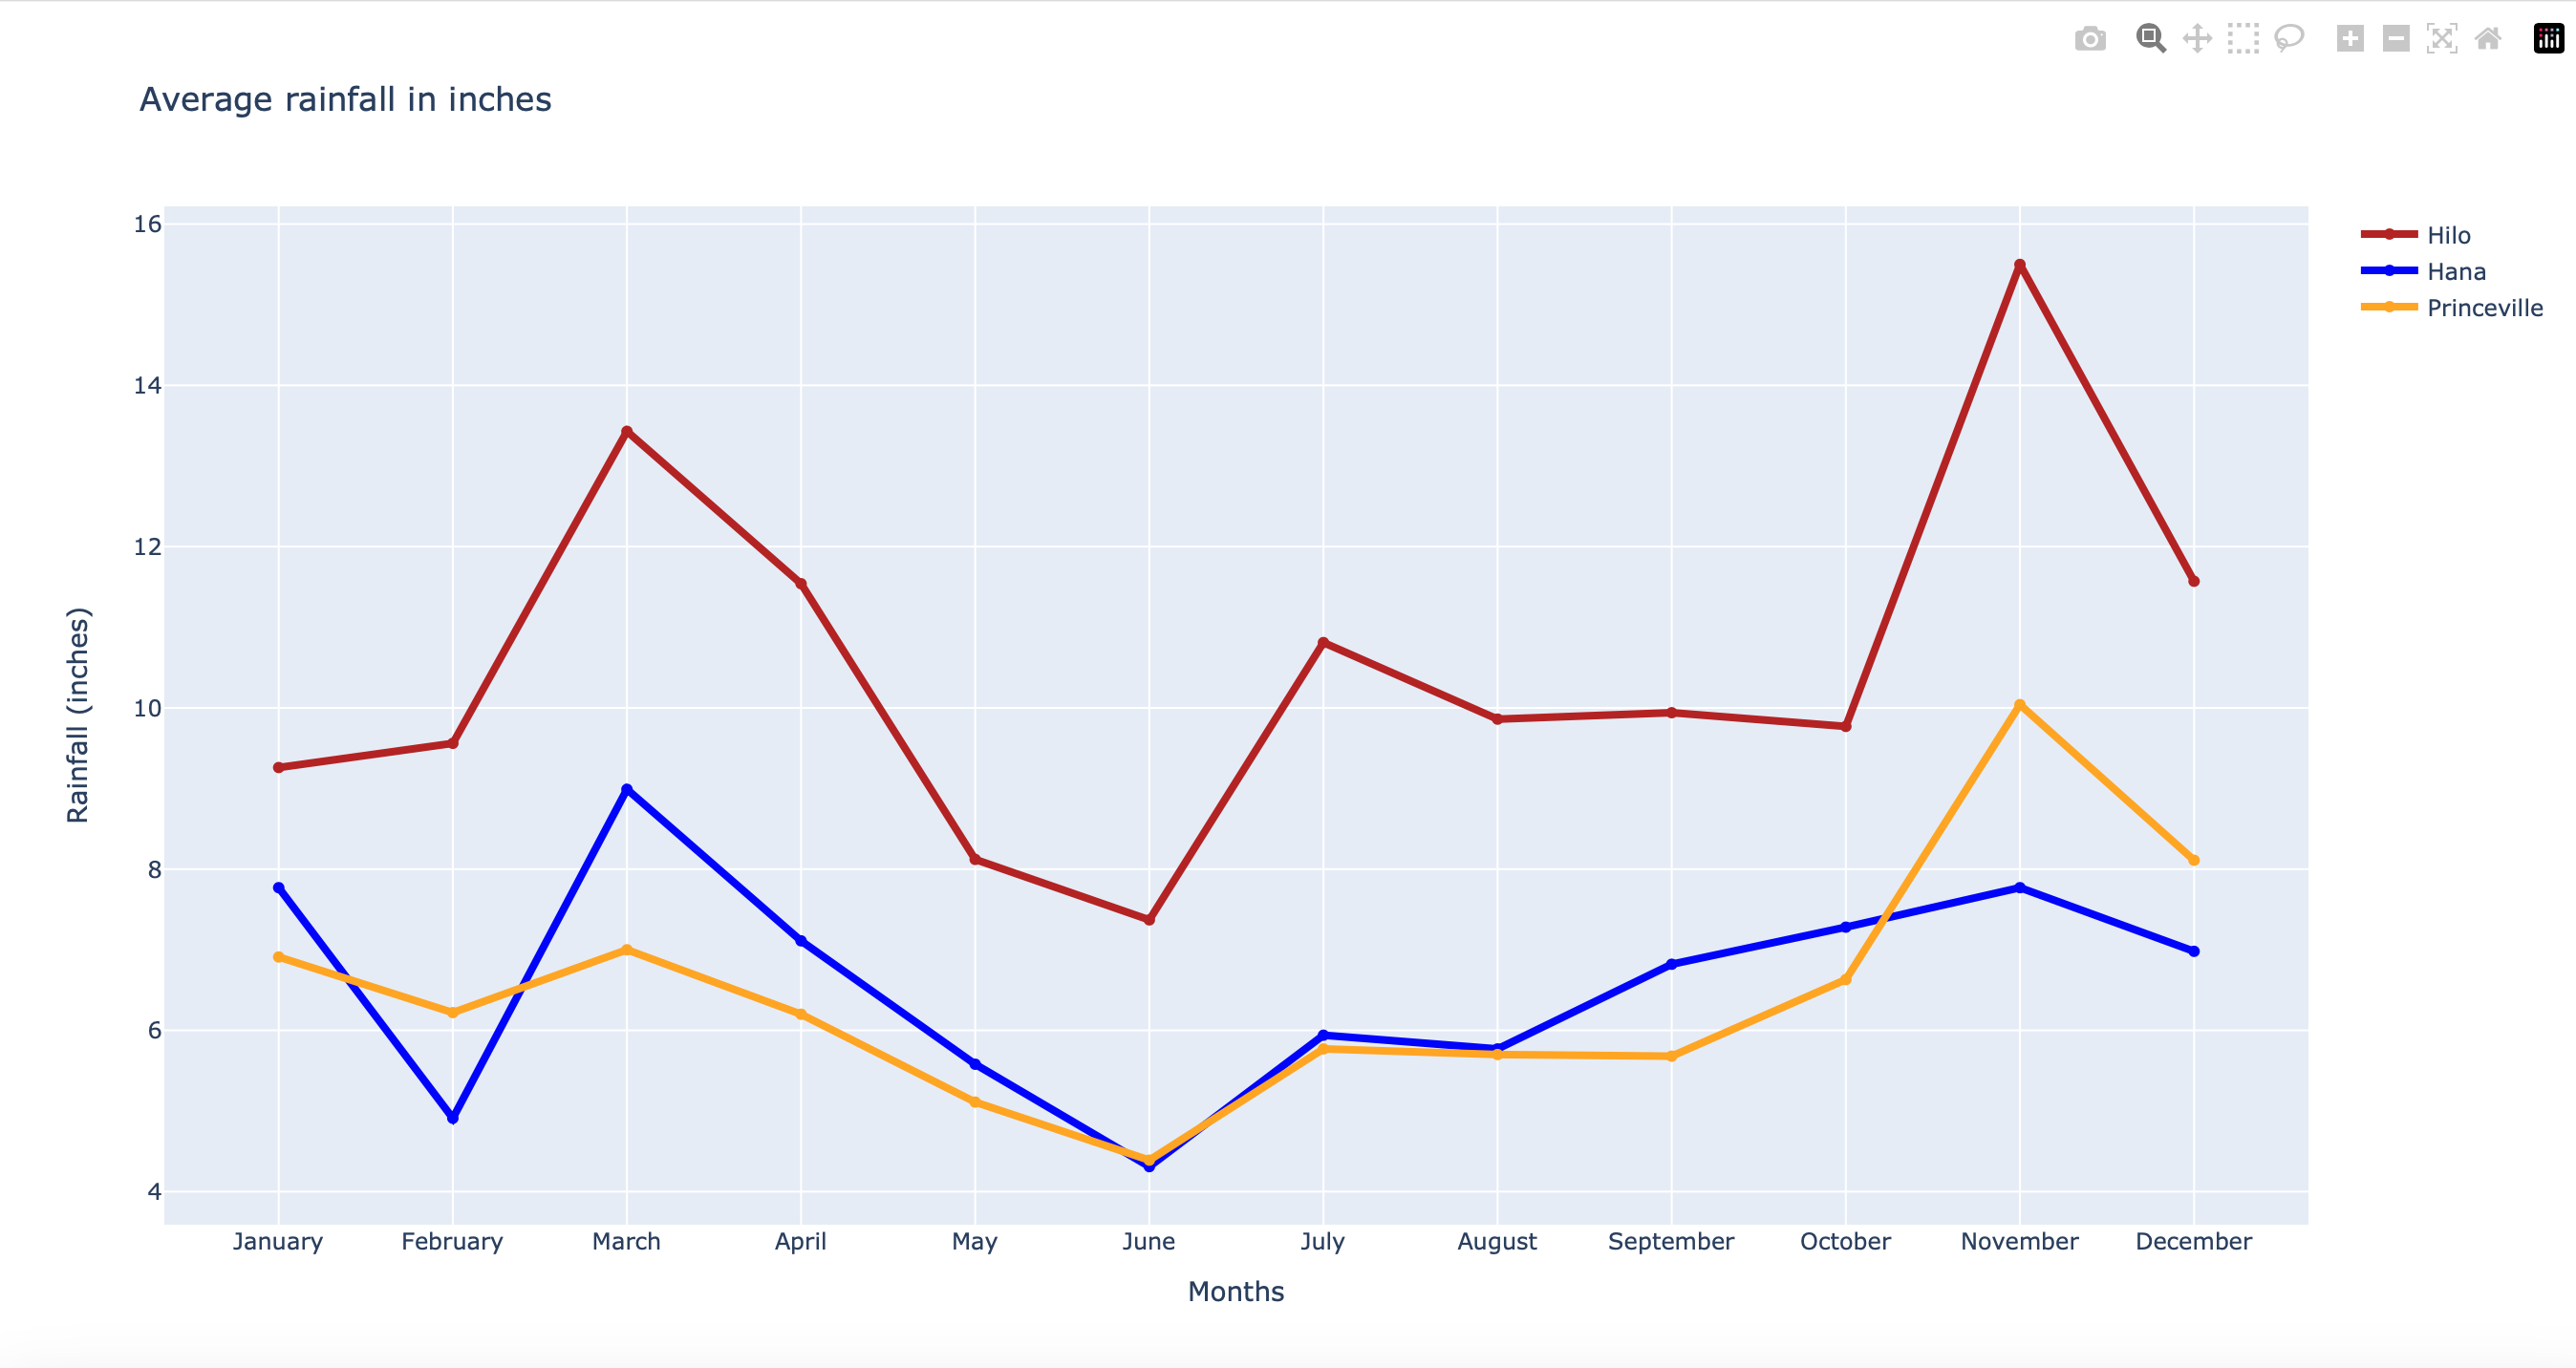 Average rainfall in inches
16
14
12
10
8
6
4
Rainfall (inches)
Hilo
Hana
Princeville
January February March April May June July August September October November December
Months